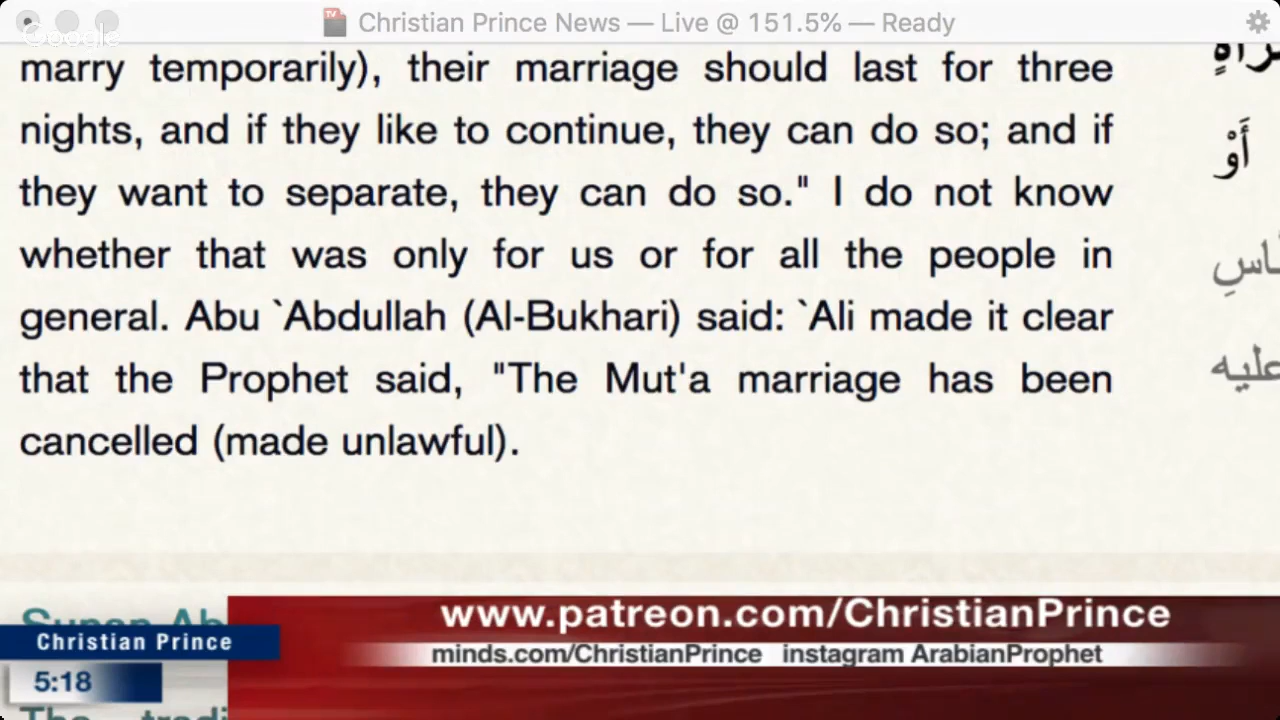 Google
Christian Prince News — Live @ 151.5% — Ready
marry temporarily), their marriage should last for three
nights, and if they like to continue, they can do so; and if
they want to separate, they can do so." I do not know
whether that was only for us or for all the people in
general. Abu `Abdullah (Al-Bukhari) said: `Ali made it clear
that the Prophet said, "The Mut'a marriage has been
cancelled (made unlawful).
أَوْ
عليه
www.patreon.com/ChristianPrince
Christian Prince
minds.com/ChristianPrince instagram ArabianProphet
5:18